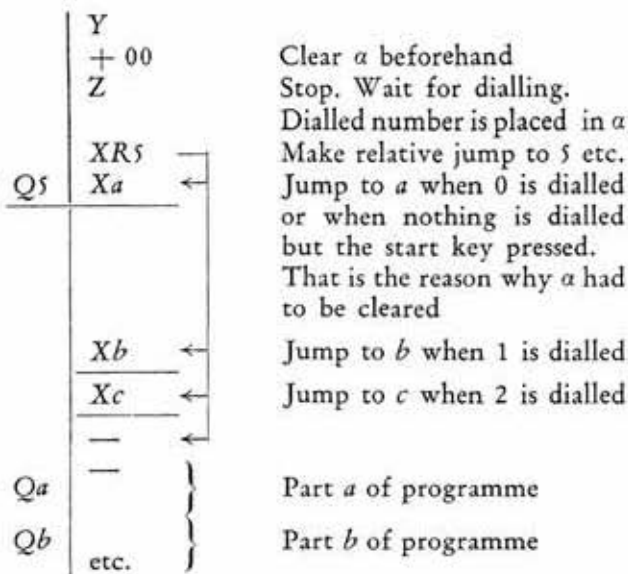 Y
+ 00 Clear α beforehand
Z Stop. Wait for dialling.
Dialled number is placed in α
XR5 Make relative jump to 5 etc.
Q5 Xa Jump to a when 0 is dialled
or when nothing is dialled
but the start key pressed.
That is the reason why α had
to be cleared
Xb Jump to b when 1 is dialled
Xc Jump to c when 2 is dialled
—
—
Qa Part a of programme
Qb Part b of programme
etc.